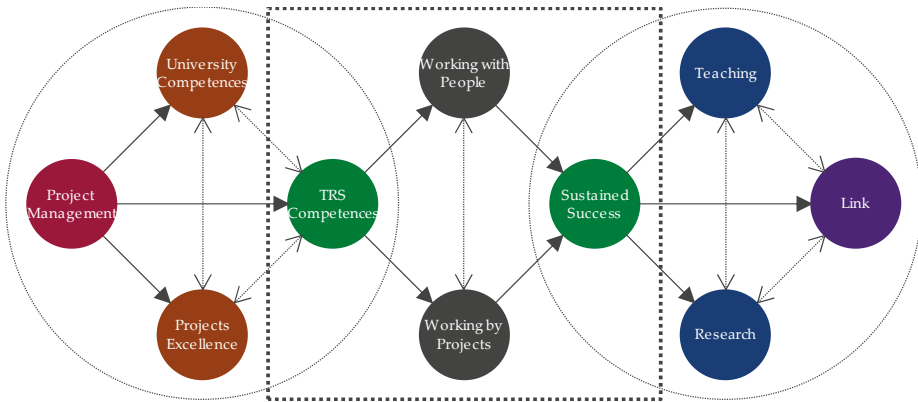 University
Competences
Working with
People
Teaching
Project
Management
TRS
Competences
Sustained
Success
Link
Projects
Excellence
Working by
Projects
Research